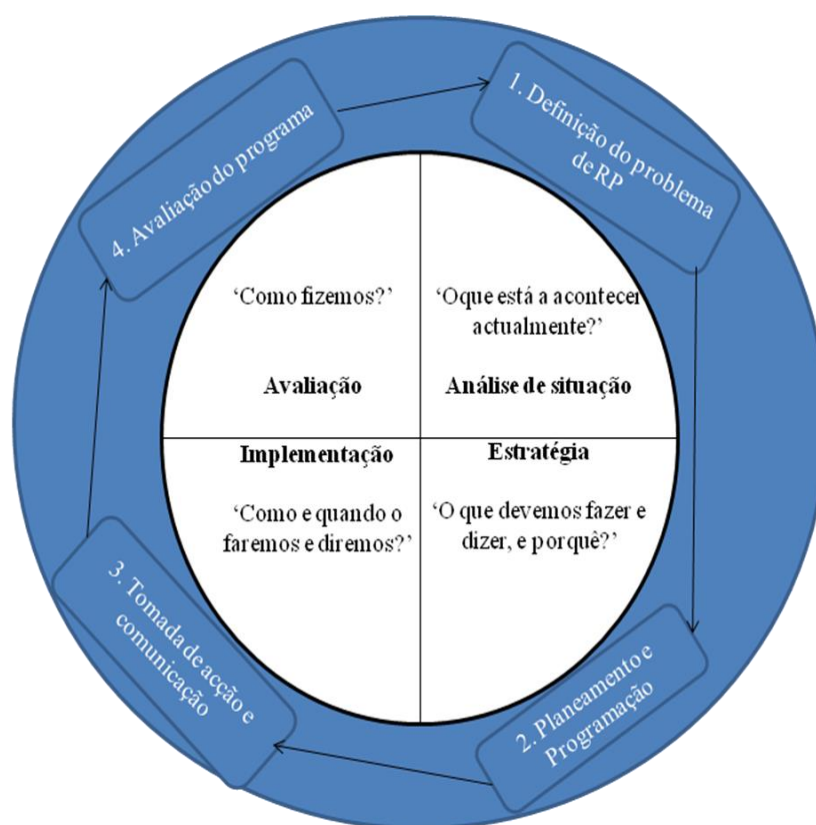 1. Definição do problema
de RP
4. Avaliação do programa
‘Como fizemos?’
‘Oque está a acontecer
actualmente?’
Avaliação
Análise de situação
Implementação
Estratégia
‘Como e quando o
faremos e diremos?’
‘O que devemos fazer e
dizer, e porquê?’
3. Tomada de acção e
comunicação
2. Planeamento e
Programação